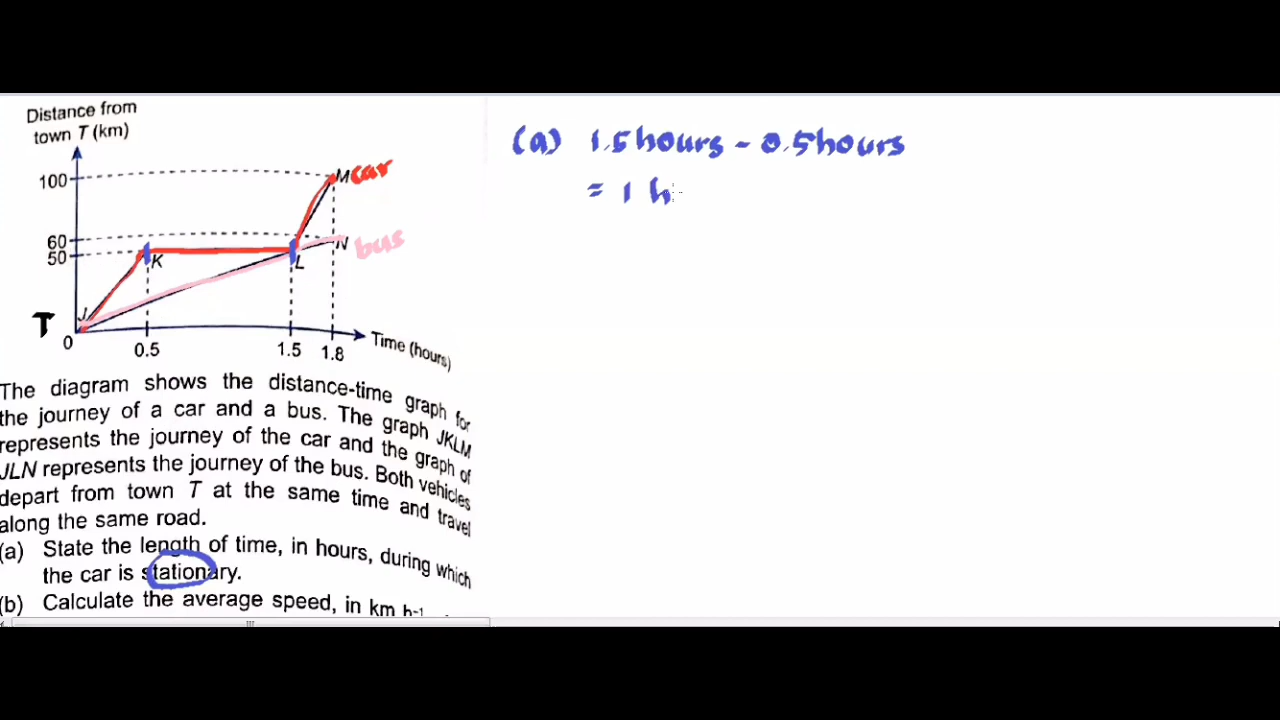 Distance from
town T (km)
100
60
50
0
0.5
1.5
1.8
Time (hours)
J
K
L
M
N
car
bus
T
The diagram shows the distance-time graph for
the journey of a car and a bus. The graph JKLM
represents the journey of the car and the graph of
JLN represents the journey of the bus. Both vehicles
depart from town T at the same time and travel
along the same road.
(a) State the length of time, in hours, during which
the car is stationary.
(b) Calculate the average speed, in km h⁻¹,
(a) 1.5 hours - 0.5 hours
= 1 h